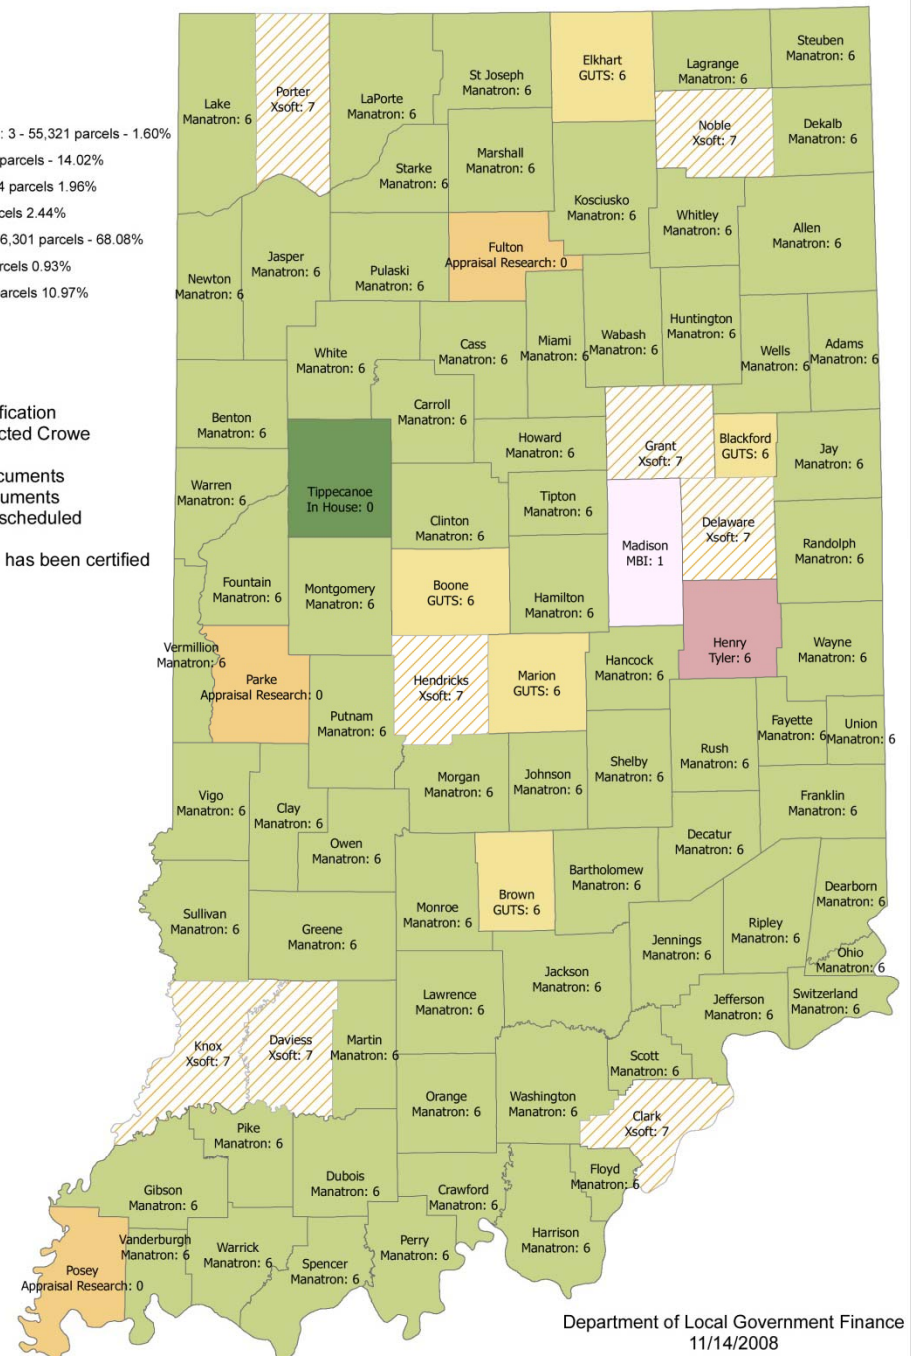 : 3 - 55,321 parcels - 1.60%
parcels - 14.02%
4 parcels 1.96%
cels 2.44%
6,301 parcels - 68.08%
rcels 0.93%
arcels 10.97%
fication
cted Crowe
cuments
uments
scheduled
has been certified
Lake
Manatron: 6
Porter
Xsoft: 7
LaPorte
Manatron: 6
St Joseph
Manatron: 6
Elkhart
GUTS: 6
Lagrange
Manatron: 6
Steuben
Manatron: 6
Noble
Xsoft: 7
Dekalb
Manatron: 6
Starke
Manatron: 6
Marshall
Manatron: 6
Kosciusko
Manatron: 6
Whitley
Manatron: 6
Allen
Manatron: 6
Newton
Manatron: 6
Jasper
Manatron: 6
Pulaski
Manatron: 6
Fulton
Appraisal Research: 0
White
Manatron: 6
Cass
Manatron: 6
Miami
Manatron: 6
Wabash
Manatron: 6
Huntington
Manatron: 6
Wells
Manatron: 6
Adams
Manatron: 6
Benton
Manatron: 6
Carroll
Manatron: 6
Howard
Manatron: 6
Grant
Xsoft: 7
Blackford
GUTS: 6
Jay
Manatron: 6
Warren
Manatron: 6
Tippecanoe
In House: 0
Clinton
Manatron: 6
Tipton
Manatron: 6
Madison
MBI: 1
Delaware
Xsoft: 7
Randolph
Manatron: 6
Fountain
Manatron: 6
Montgomery
Manatron: 6
Boone
GUTS: 6
Hamilton
Manatron: 6
Henry
Tyler: 6
Wayne
Manatron: 6
Vermillion
Manatron: 6
Parke
Appraisal Research: 0
Putnam
Manatron: 6
Hendricks
Xsoft: 7
Marion
GUTS: 6
Hancock
Manatron: 6
Rush
Manatron: 6
Fayette
Manatron: 6
Union
Manatron: 6
Vigo
Manatron: 6
Clay
Manatron: 6
Owen
Manatron: 6
Morgan
Manatron: 6
Johnson
Manatron: 6
Shelby
Manatron: 6
Franklin
Manatron: 6
Decatur
Manatron: 6
Sullivan
Manatron: 6
Greene
Manatron: 6
Monroe
Manatron: 6
Brown
GUTS: 6
Bartholomew
Manatron: 6
Jennings
Manatron: 6
Ripley
Manatron: 6
Dearborn
Manatron: 6
Ohio
Manatron: 6
Knox
Xsoft: 7
Daviess
Xsoft: 7
Martin
Manatron: 6
Lawrence
Manatron: 6
Jackson
Manatron: 6
Jefferson
Manatron: 6
Switzerland
Manatron: 6
Scott
Manatron: 6
Orange
Manatron: 6
Washington
Manatron: 6
Clark
Xsoft: 7
Pike
Manatron: 6
Gibson
Manatron: 6
Dubois
Manatron: 6
Crawford
Manatron: 6
Floyd
Manatron: 6
Harrison
Manatron: 6
Posey
Appraisal Research: 0
Vanderburgh
Manatron: 6
Warrick
Manatron: 6
Spencer
Manatron: 6
Perry
Manatron: 6
Department of Local Government Finance
11/14/2008